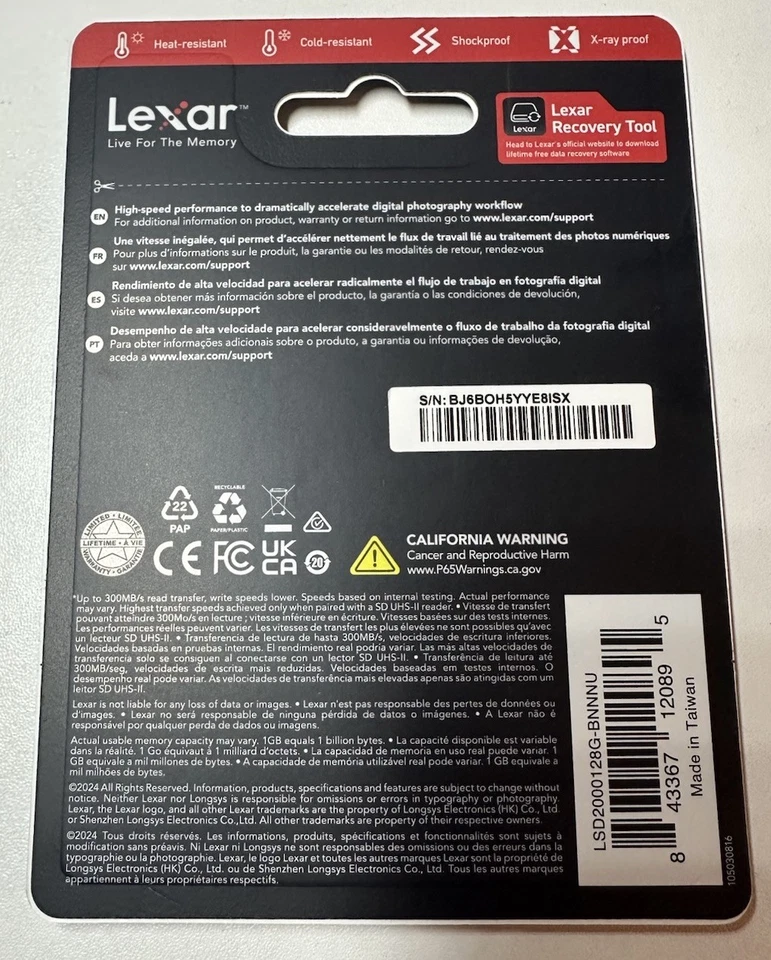 Heat-resistant
Cold-resistant
Shockproof
X-ray proof
Lexar™
Live For The Memory
Lexar
Lexar
Recovery Tool
Head to Lexar's official website to download
lifetime free data recovery software
EN
High-speed performance to dramatically accelerate digital photography workflow
For additional information on product, warranty or return information go to www.lexar.com/support
FR
Une vitesse inégalée, qui permet d'accélérer nettement le flux de travail lié au traitement des photos numériques
Pour plus d'informations sur le produit, la garantie ou les modalités de retour, rendez-vous
sur www.lexar.com/support
ES
Rendimiento de alta velocidad para acelerar radicalmente el flujo de trabajo en fotografía digital
Si desea obtener más información sobre el producto, la garantía o las condiciones de devolución,
visite www.lexar.com/support
PT
Desempenho de alta velocidade para acelerar consideravelmente o fluxo de trabalho da fotografia digital
Para obter informações adicionais sobre o produto, a garantia ou informações de devolução,
aceda a www.lexar.com/support
S/N: BJ6BOH5YYE8ISX
LIMITED • LIMITÉE
LIFETIME • À VIE
WARRANTY • GARANTIE
22
PAP
RECYCLABLE
PAPER/PLASTIC
CE FC UK
CA
20
CALIFORNIA WARNING
Cancer and Reproductive Harm
www.P65Warnings.ca.gov
*Up to 300MB/s read transfer, write speeds lower. Speeds based on internal testing. Actual performance
may vary. Highest transfer speeds achieved only when paired with a SD UHS-II reader. • Vitesse de transfert
pouvant atteindre 300Mo/s en lecture ; vitesse inférieure en écriture. Vitesses basées sur des tests internes.
Les performances réelles peuvent varier. Les vitesses de transfert les plus élevées ne sont possibles qu'avec
un lecteur SD UHS-II. • Transferencia de lectura de hasta 300MB/s, velocidades de escritura inferiores.
Velocidades basadas en pruebas internas. El rendimiento real podría variar. Las más altas velocidades de
transferencia solo se consiguen al conectarse con un lector SD UHS-II. • Transferência de leitura de até
300MB/seg, velocidades de escrita mais reduzidas. Velocidades baseadas em testes internos. O
desempenho real pode variar. As velocidades de transferência mais elevadas apenas são atingidas com um
leitor SD UHS-II.
Lexar is not liable for any loss of data or images. • Lexar n'est pas responsable des pertes de données ou
d'images. • Lexar no será responsable de ninguna pérdida de datos o imágenes. • A Lexar não é
responsável por qualquer perda de dados ou imagens.
Actual usable memory capacity may vary. 1GB equals 1 billion bytes. • La capacité disponible est variable
dans la réalité. 1 Go équivaut à 1 milliard d'octets. • La capacidad de memoria en uso real puede variar. 1
GB equivale a mil millones de bytes. • A capacidade de memória utilizável real pode variar. 1 GB equivale a
mil milhões de bytes.
©2024 All Rights Reserved. Information, products, specifications and features are subject to change without
notice. Neither Lexar nor Longsys is responsible for omissions or errors in typography or photography.
Lexar, the Lexar logo, and all other Lexar trademarks are the property of Longsys Electronics (HK) Co., Ltd.
or Shenzhen Longsys Electronics Co.,Ltd. All other trademarks are property of their respective owners.
©2024 Tous droits réservés. Les informations, produits, spécifications et fonctionnalités sont sujets à
modification sans préavis. Ni Lexar ni Longsys ne sont responsables des omissions ou des erreurs dans la
typographie ou la photographie. Lexar, le logo Lexar et toutes les autres marques Lexar sont la propriété de
Longsys Electronics (HK) Co., Ltd. ou de Shenzhen Longsys Electronics Co., Ltd. Tous les autres marques
appartiennent à leurs propriétaires respectifs.
LSD2000128G-BNNNU
8 43367 12089 5
Made in Taiwan
105030816